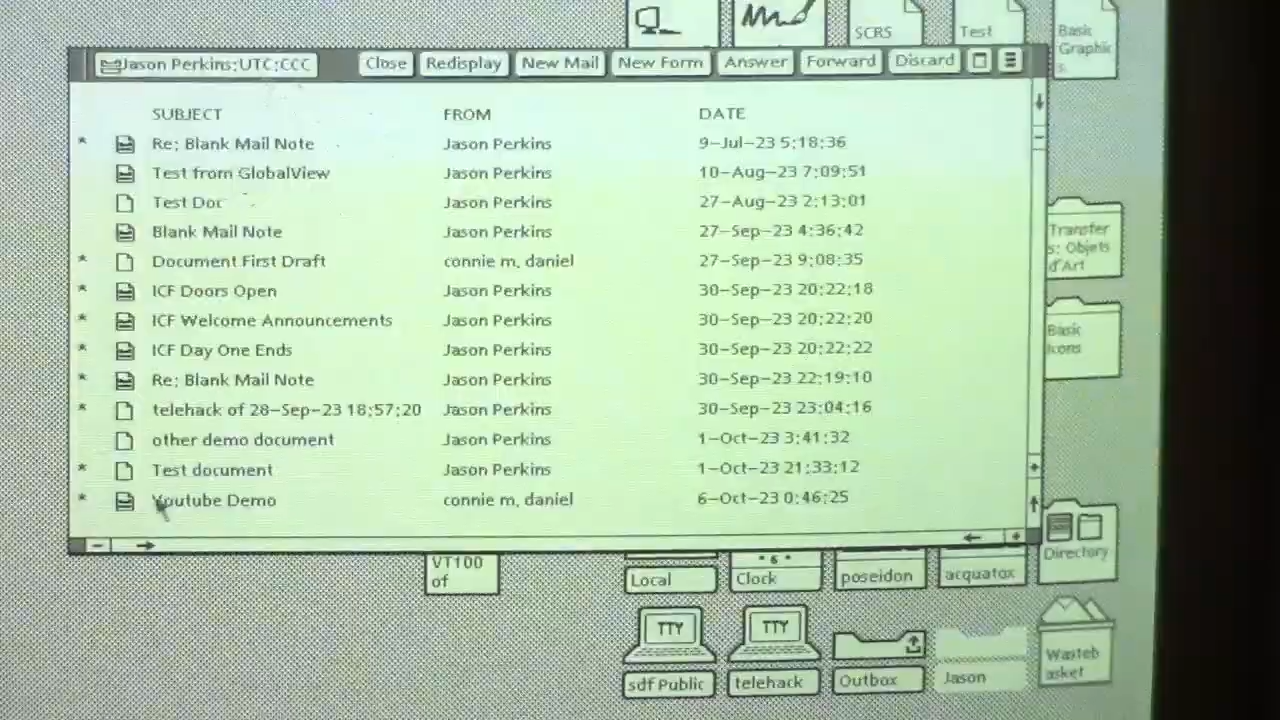 SCRS
Test
Basic
Graphic
s
Jason Perkins:UTC:CCC
Close
Redisplay
New Mail
New Form
Answer
Forward
Discard
SUBJECT FROM DATE
* Re: Blank Mail Note Jason Perkins 9-Jul-23 5:18:36
Test from GlobalView Jason Perkins 10-Aug-23 7:09:51
Test Doc Jason Perkins 27-Aug-23 2:13:01
Blank Mail Note Jason Perkins 27-Sep-23 4:36:42
* Document First Draft connie m. daniel 27-Sep-23 9:08:35
* ICF Doors Open Jason Perkins 30-Sep-23 20:22:18
* ICF Welcome Announcements Jason Perkins 30-Sep-23 20:22:20
* ICF Day One Ends Jason Perkins 30-Sep-23 20:22:22
* Re: Blank Mail Note Jason Perkins 30-Sep-23 22:19:10
* telehack of 28-Sep-23 18:57:20 Jason Perkins 30-Sep-23 23:04:16
other demo document Jason Perkins 1-Oct-23 3:41:32
* Test document Jason Perkins 1-Oct-23 21:33:12
* Youtube Demo connie m. daniel 6-Oct-23 0:46:25
Transfer
s: Objets
d'Art
Basic
Icons
Directory
VT100
of
Local
* 6 *
Clock
poseidon
acquatox
TTY
sdf Public
TTY
telehack
Outbox
Jason
Wasteb
asket